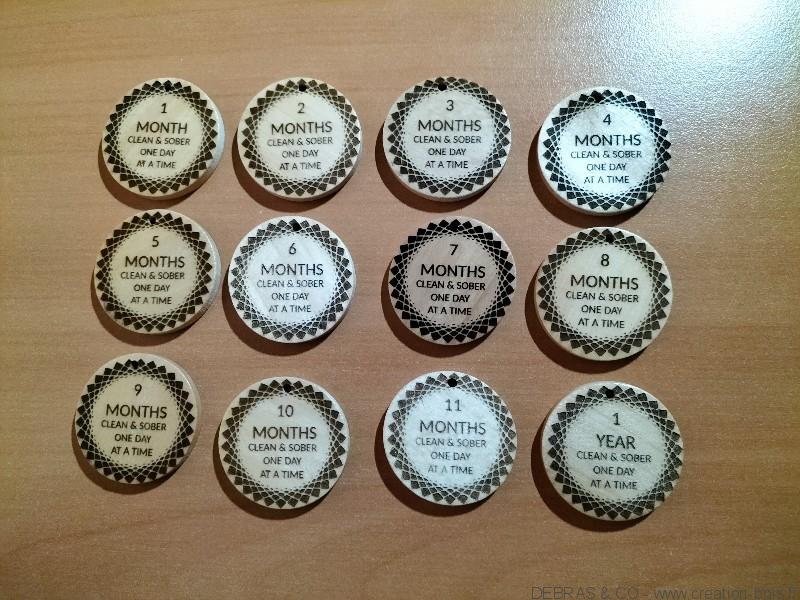 1
MONTH
CLEAN & SOBER
ONE DAY
AT A TIME
2
MONTHS
CLEAN & SOBER
ONE DAY
AT A TIME
3
MONTHS
CLEAN & SOBER
ONE DAY
AT A TIME
4
MONTHS
CLEAN & SOBER
ONE DAY
AT A TIME
5
MONTHS
CLEAN & SOBER
ONE DAY
AT A TIME
6
MONTHS
CLEAN & SOBER
ONE DAY
AT A TIME
7
MONTHS
CLEAN & SOBER
ONE DAY
AT A TIME
8
MONTHS
CLEAN & SOBER
ONE DAY
AT A TIME
9
MONTHS
CLEAN & SOBER
ONE DAY
AT A TIME
10
MONTHS
CLEAN & SOBER
ONE DAY
AT A TIME
11
MONTHS
CLEAN & SOBER
ONE DAY
AT A TIME
1
YEAR
CLEAN & SOBER
ONE DAY
AT A TIME
DEBRAS & CO - www.creation-bois.fr